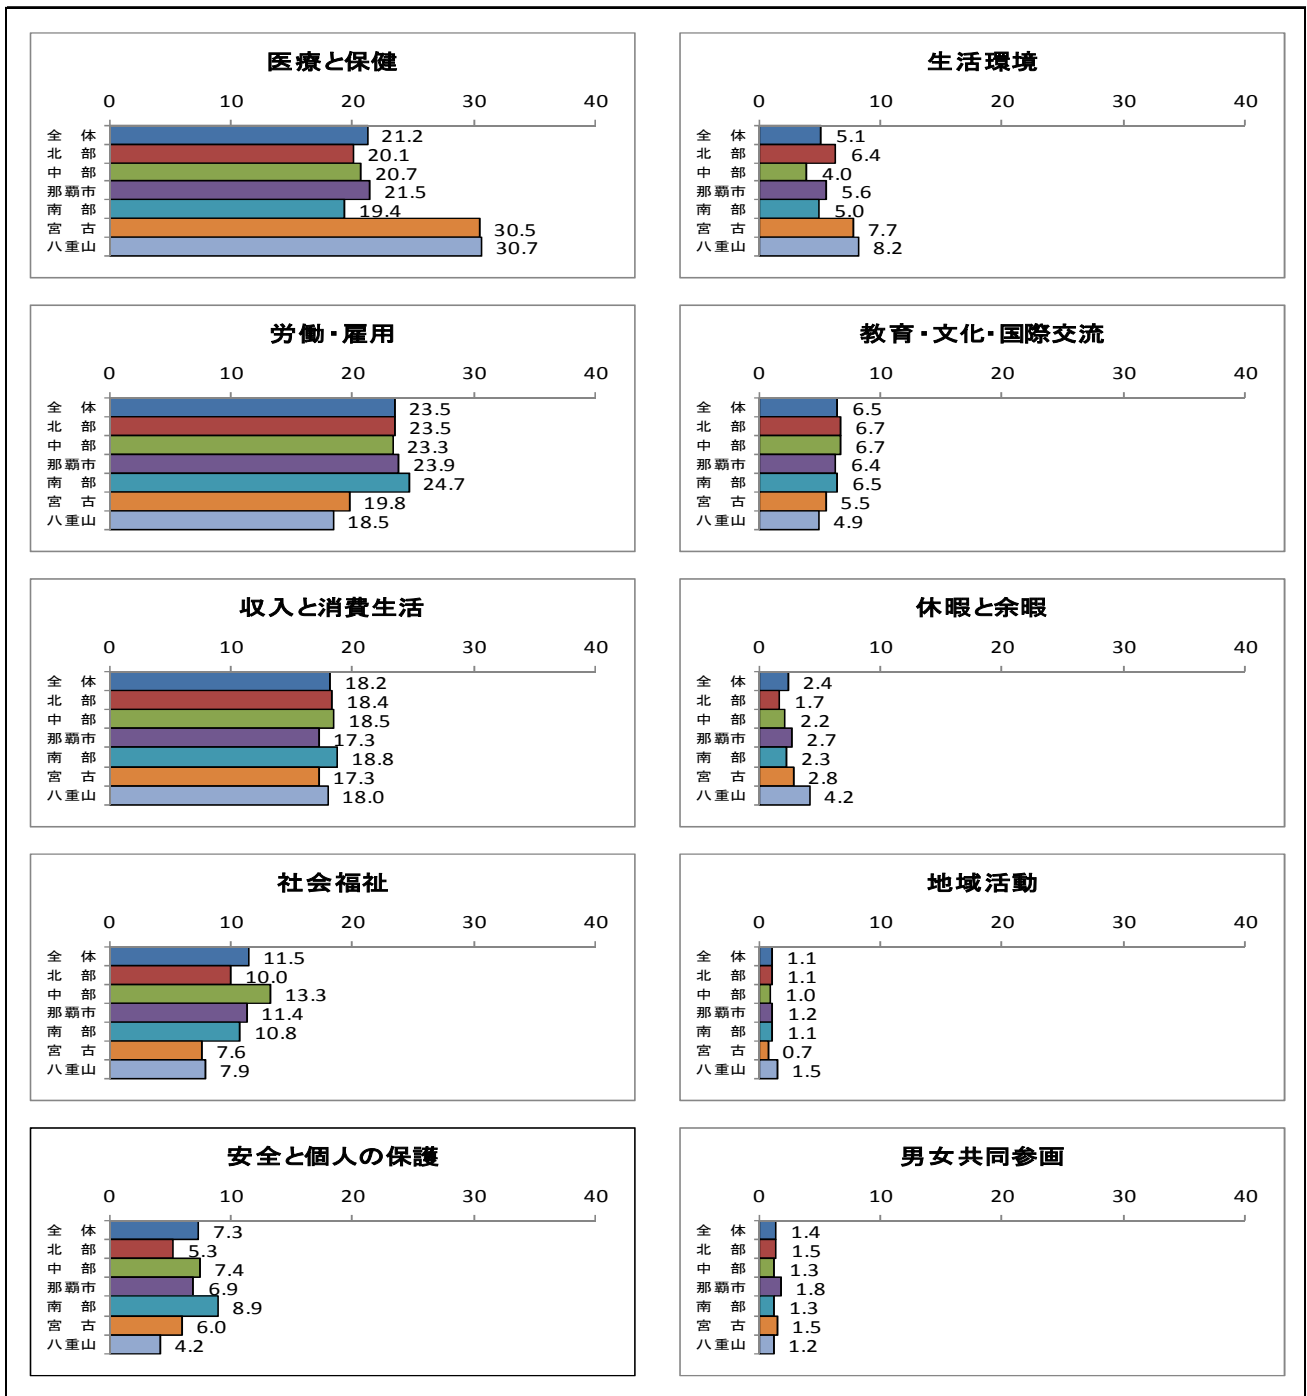 医療と保健
0 10 20 30 40
全 体 21.2
北 部 20.1
中 部 20.7
那覇市 21.5
南 部 19.4
宮 古 30.5
八重山 30.7
生活環境
0 10 20 30 40
全 体 5.1
北 部 6.4
中 部 4.0
那覇市 5.6
南 部 5.0
宮 古 7.7
八重山 8.2
労働・雇用
0 10 20 30 40
全 体 23.5
北 部 23.5
中 部 23.3
那覇市 23.9
南 部 24.7
宮 古 19.8
八重山 18.5
教育・文化・国際交流
0 10 20 30 40
全 体 6.5
北 部 6.7
中 部 6.7
那覇市 6.4
南 部 6.5
宮 古 5.5
八重山 4.9
収入と消費生活
0 10 20 30 40
全 体 18.2
北 部 18.4
中 部 18.5
那覇市 17.3
南 部 18.8
宮 古 17.3
八重山 18.0
休暇と余暇
0 10 20 30 40
全 体 2.4
北 部 1.7
中 部 2.2
那覇市 2.7
南 部 2.3
宮 古 2.8
八重山 4.2
社会福祉
0 10 20 30 40
全 体 11.5
北 部 10.0
中 部 13.3
那覇市 11.4
南 部 10.8
宮 古 7.6
八重山 7.9
地域活動
0 10 20 30 40
全 体 1.1
北 部 1.1
中 部 1.0
那覇市 1.2
南 部 1.1
宮 古 0.7
八重山 1.5
安全と個人の保護
0 10 20 30 40
全 体 7.3
北 部 5.3
中 部 7.4
那覇市 6.9
南 部 8.9
宮 古 6.0
八重山 4.2
男女共同参画
0 10 20 30 40
全 体 1.4
北 部 1.5
中 部 1.3
那覇市 1.8
南 部 1.3
宮 古 1.5
八重山 1.2